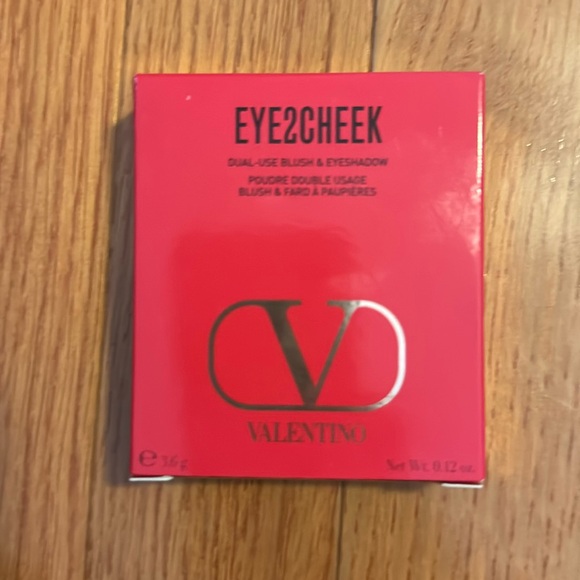 EYE2CHEEK
DUAL-USE BLUSH & EYESHADOW
POUDRE DOUBLE USAGE
BLUSH & FARD À PAUPIÈRES
V
VALENTINO
℮ 3.6 g
Net Wt. 0.12 oz.